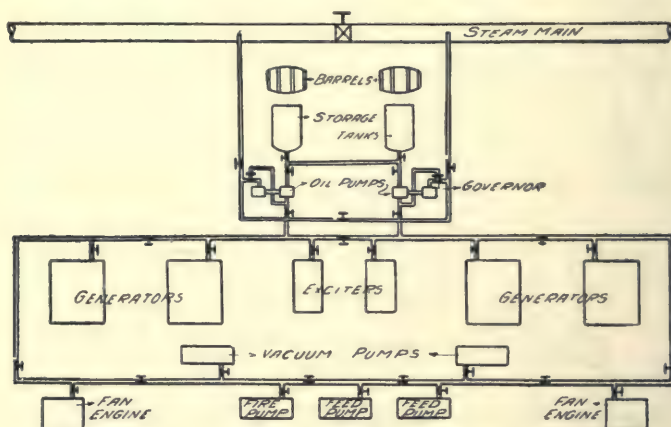 STEAM MAIN
BARRELS
STORAGE
TANKS
OIL PUMPS
GOVERNOR
GENERATORS
EXCITERS
GENERATORS
VACUUM PUMPS
FAN
ENGINE
FIRE
PUMP
FEED
PUMP
FEED
PUMP
FAN
ENGINE